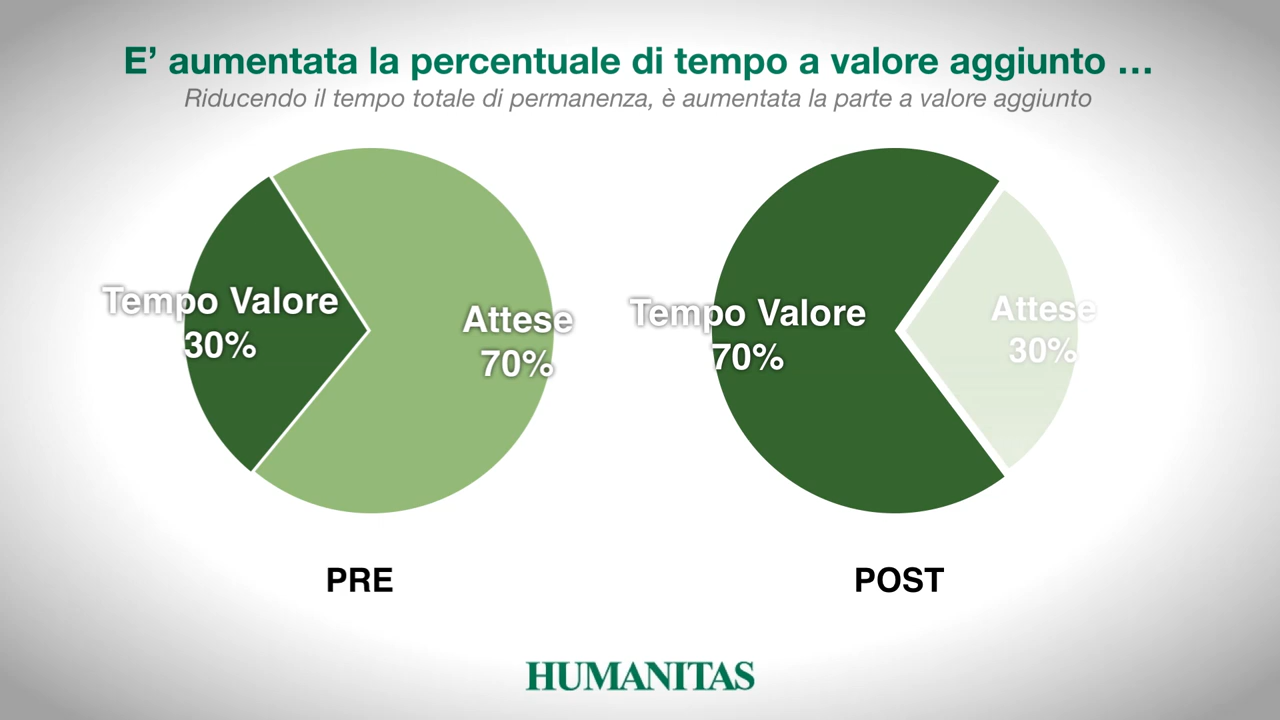 E’ aumentata la percentuale di tempo a valore aggiunto …
Riducendo il tempo totale di permanenza, è aumentata la parte a valore aggiunto
Tempo Valore
30%
Attese
70%
Tempo Valore
70%
Attese
30%
PRE
POST
HUMANITAS